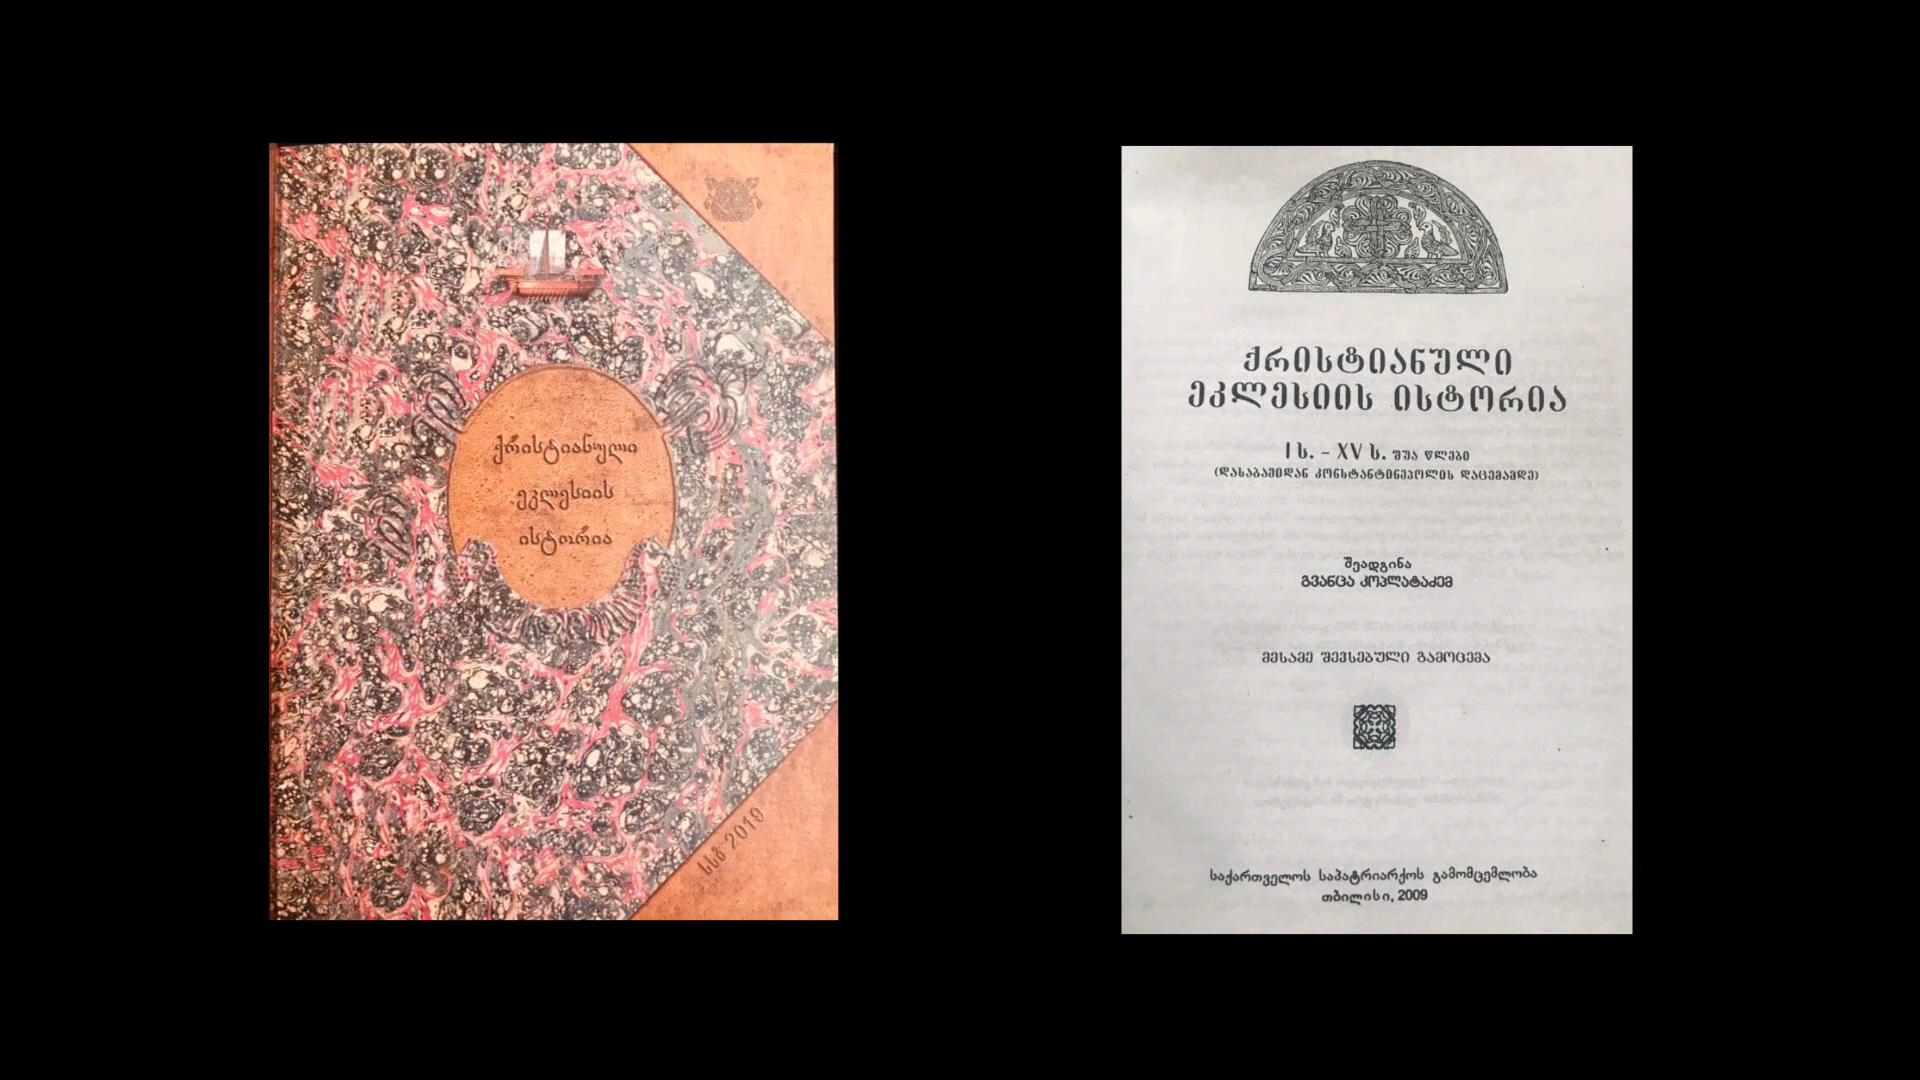 ქრისტიანული
ეკლესიის
ისტორია
სსგ 2019
ქრისტიანული
ეკლესიის ისტორია
I ს. – XV ს. შუა წლები
(დასაბამიდან კონსტანტინეპოლის დაცემამდე)
შეადგინა
გვანცა კოპლატაძემ
მესამე შევსებული გამოცემა
საქართველოს საპატრიარქოს გამომცემლობა
თბილისი, 2009